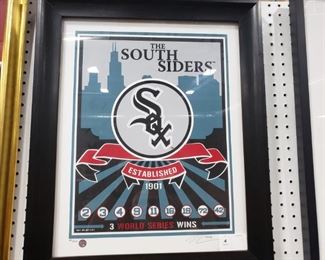 THE
SOUTH
SIDERS
Sox
ESTABLISHED
1901
2 3 4 9 11 16 19 72 42
3 WORLD SERIES WINS